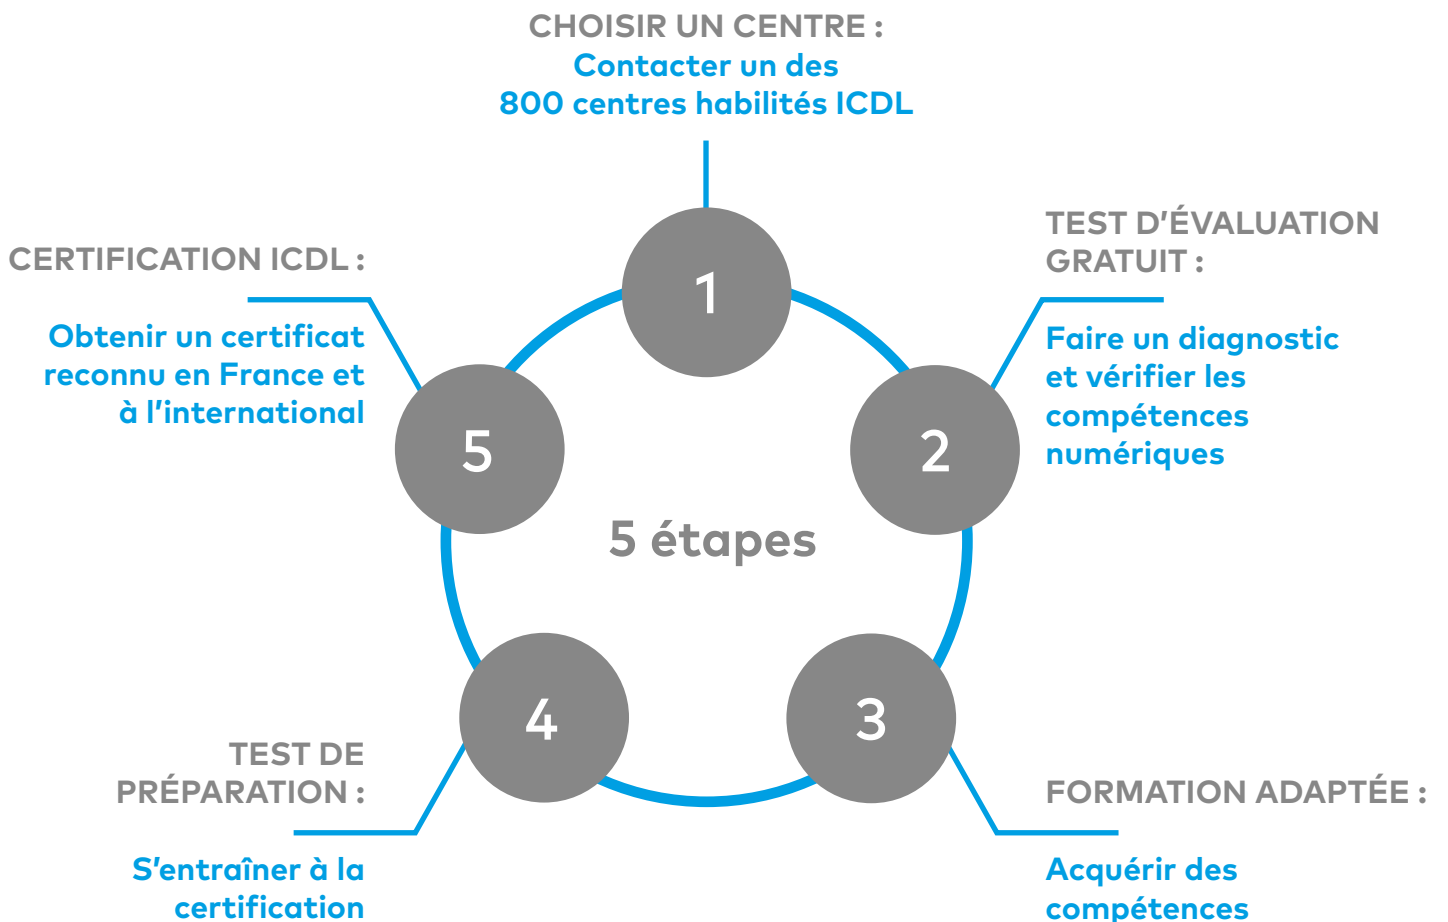 CHOISIR UN CENTRE :
Contacter un des
800 centres habilités ICDL
1
TEST D'ÉVALUATION
GRATUIT :
Faire un diagnostic
et vérifier les
compétences
numériques
2
5 étapes
3
FORMATION ADAPTÉE :
Acquérir des
compétences
4
TEST DE
PRÉPARATION :
S'entraîner à la
certification
5
CERTIFICATION ICDL :
Obtenir un certificat
reconnu en France et
à l'international